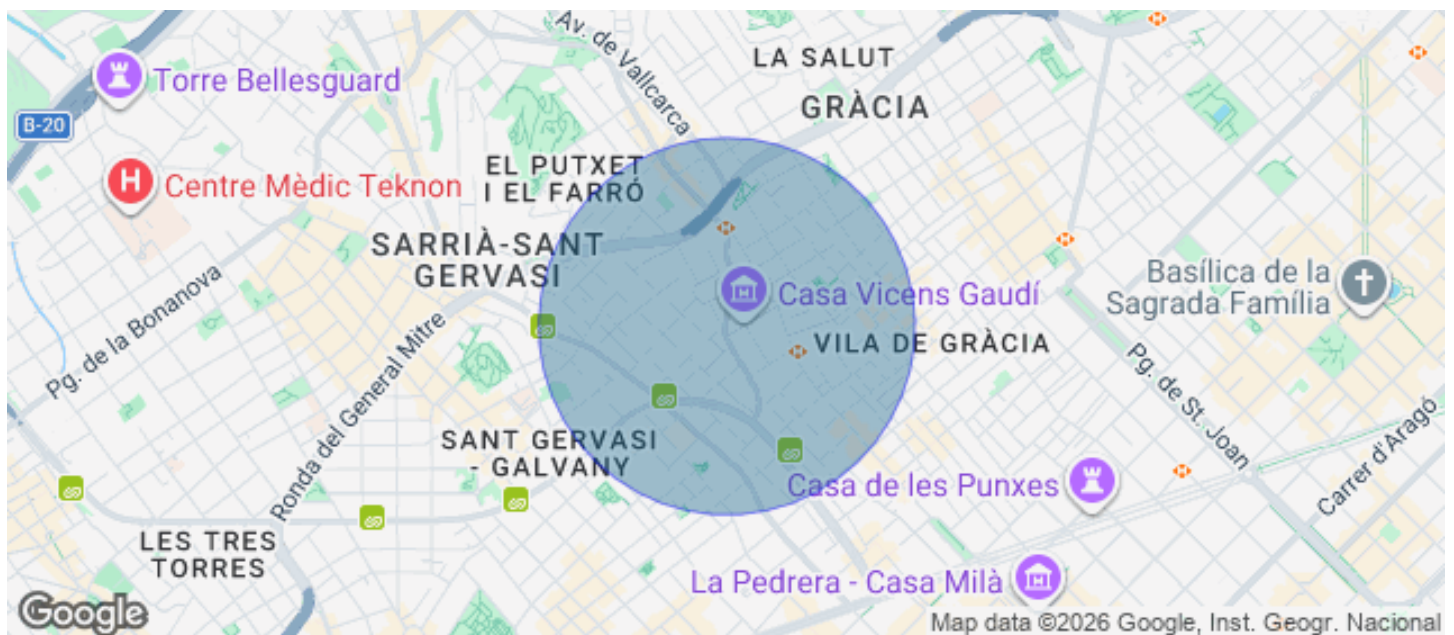 Av. de Vallcarca
LA SALUT
Torre Bellesguard
GRÀCIA
B-20
EL PUTXET
I EL FARRÓ
H
Centre Mèdic Teknon
SARRIÀ-SANT
GERVASI
Basílica de la
Sagrada Família
Casa Vicens Gaudí
Pg. de la Bonanova
VILA DE GRÀCIA
Ronda del General Mitre
Pg. de St. Joan
SANT GERVASI
- GALVANY
Casa de les Punxes
Carrer d'Aragó
LES TRES
TORRES
La Pedrera - Casa Milà
Google
Map data ©2026 Google, Inst. Geogr. Nacional